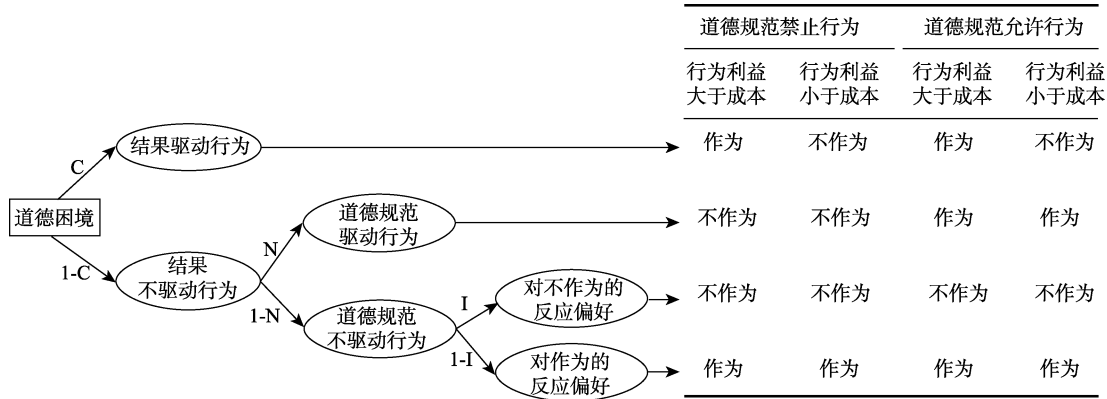 道德规范禁止行为 道德规范允许行为
行为利益 行为利益 行为利益 行为利益
大于成本 小于成本 大于成本 小于成本
C 结果驱动行为 作为 不作为 作为 不作为
道德困境
道德规范
驱动行为 不作为 不作为 作为 作为
N
1-C 结果
不驱动行为
1-N
对不作为的
反应偏好 不作为 不作为 不作为 不作为
I
道德规范
不驱动行为
1-I
对作为的
反应偏好 作为 作为 作为 作为